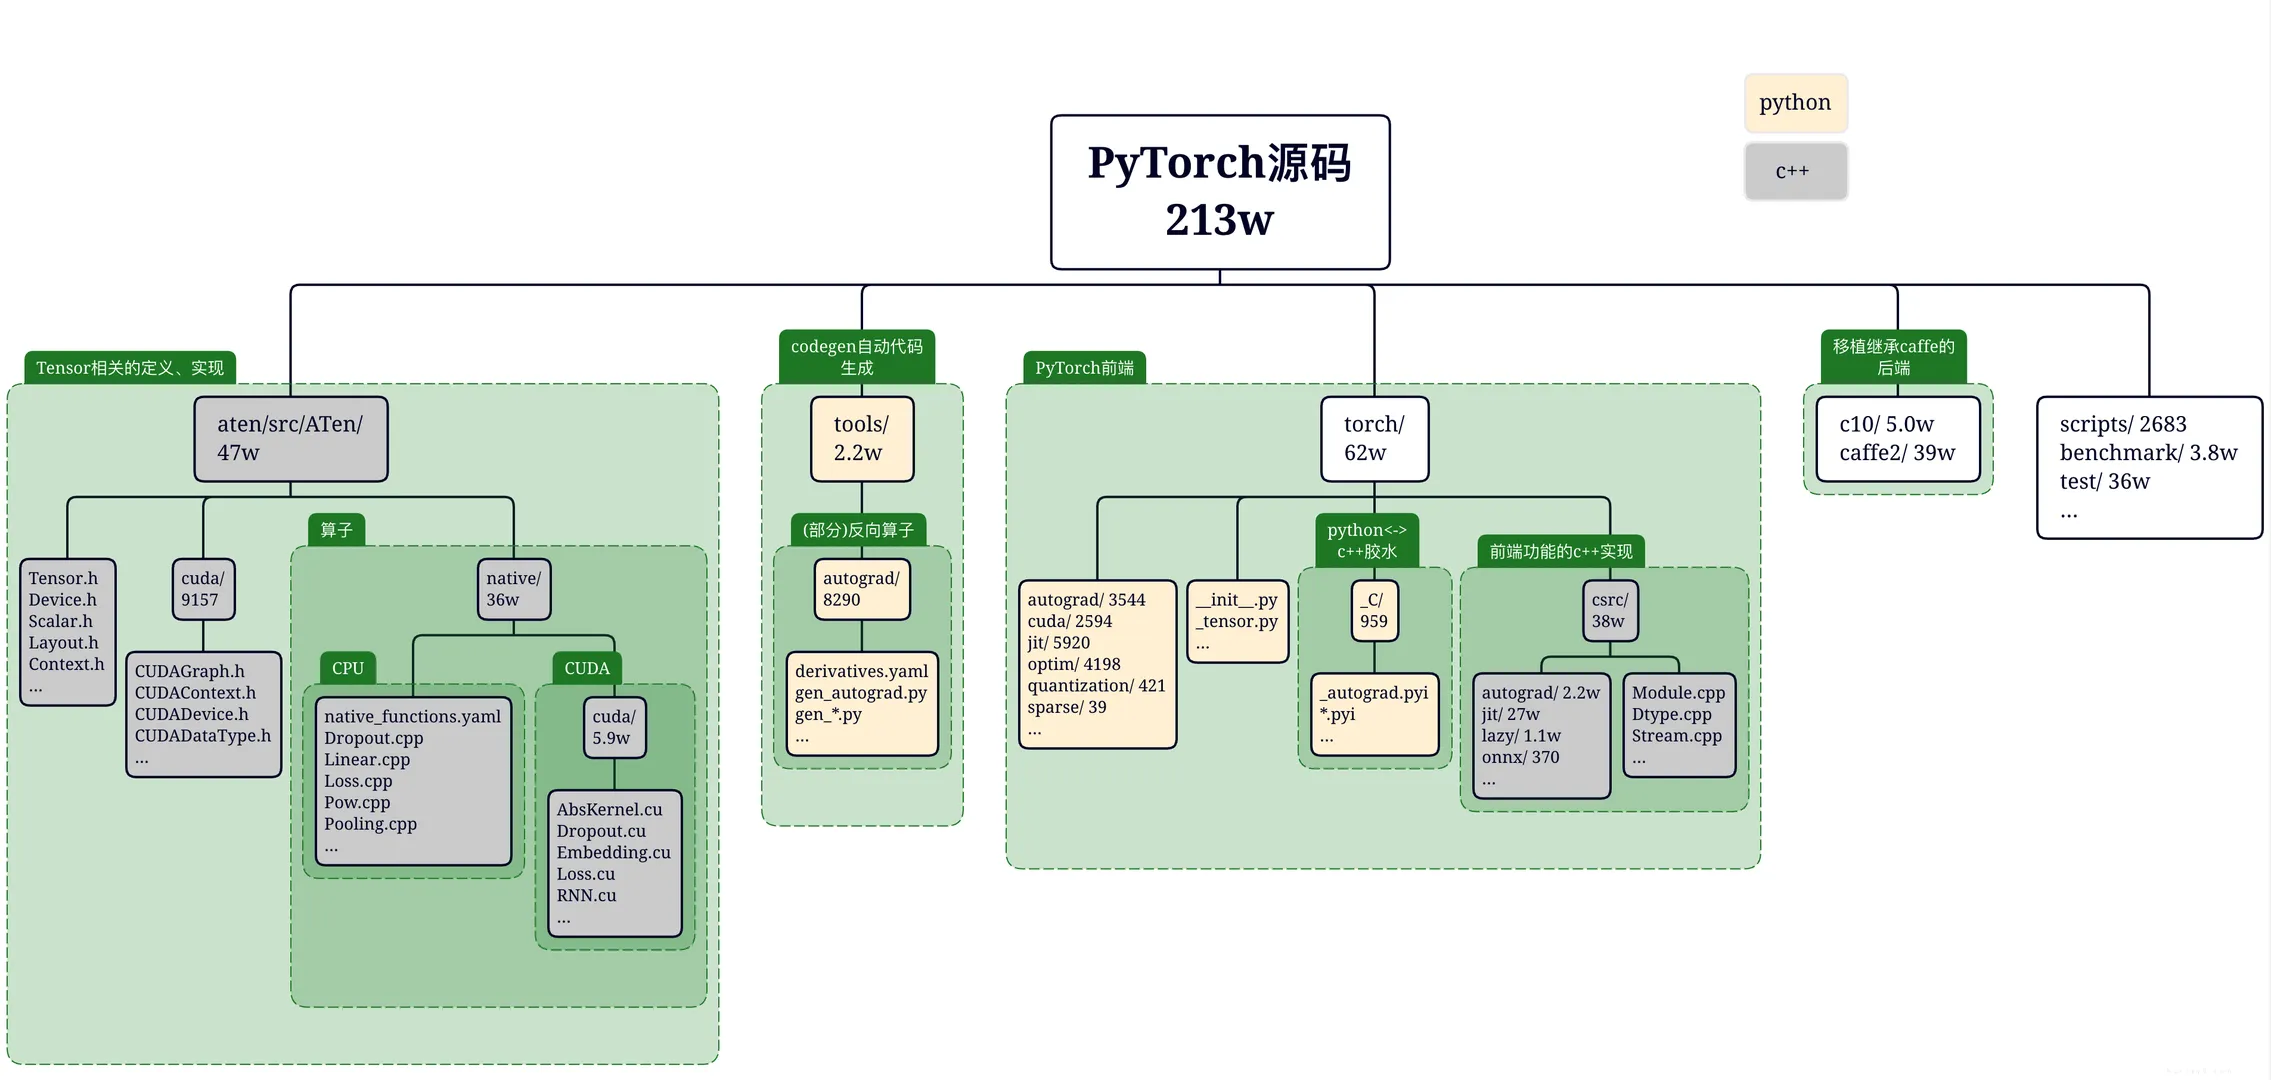 python
c++
PyTorch源码
213w
Tensor相关的定义、实现
aten/src/ATen/
47w
Tensor.h
Device.h
Scalar.h
Layout.h
Context.h
...
cuda/
9157
CUDAGraph.h
CUDAContext.h
CUDADevice.h
CUDADataType.h
...
算子
native/
36w
CPU
native_functions.yaml
Dropout.cpp
Linear.cpp
Loss.cpp
Pow.cpp
Pooling.cpp
...
CUDA
cuda/
5.9w
AbsKernel.cu
Dropout.cu
Embedding.cu
Loss.cu
RNN.cu
...
codegen自动代码
生成
tools/
2.2w
(部分)反向算子
autograd/
8290
derivatives.yaml
gen_autograd.py
gen_*.py
...
PyTorch前端
torch/
62w
autograd/ 3544
cuda/ 2594
jit/ 5920
optim/ 4198
quantization/ 421
sparse/ 39
...
__init__.py
_tensor.py
...
python<->
c++胶水
_C/
959
_autograd.pyi
*.pyi
...
前端功能的c++实现
csrc/
38w
autograd/ 2.2w
jit/ 27w
lazy/ 1.1w
onnx/ 370
...
Module.cpp
Dtype.cpp
Stream.cpp
...
移植继承caffe的
后端
c10/ 5.0w
caffe2/ 39w
scripts/ 2683
benchmark/ 3.8w
test/ 36w
...